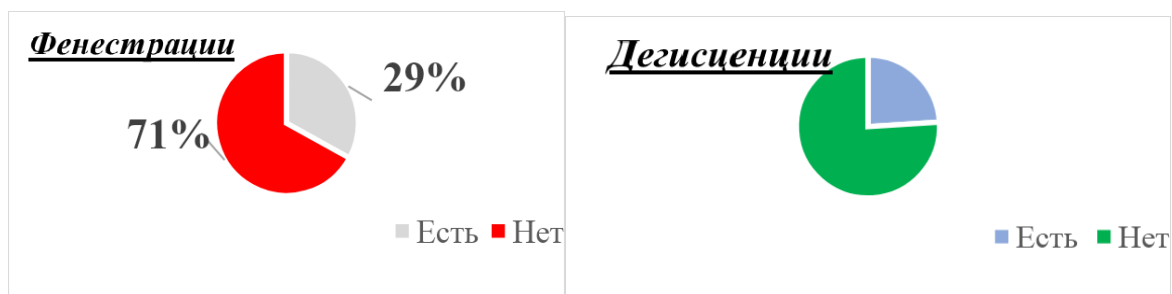 Фенестрации
29%
71%
Есть Нет
Дегисценции
Есть Нет